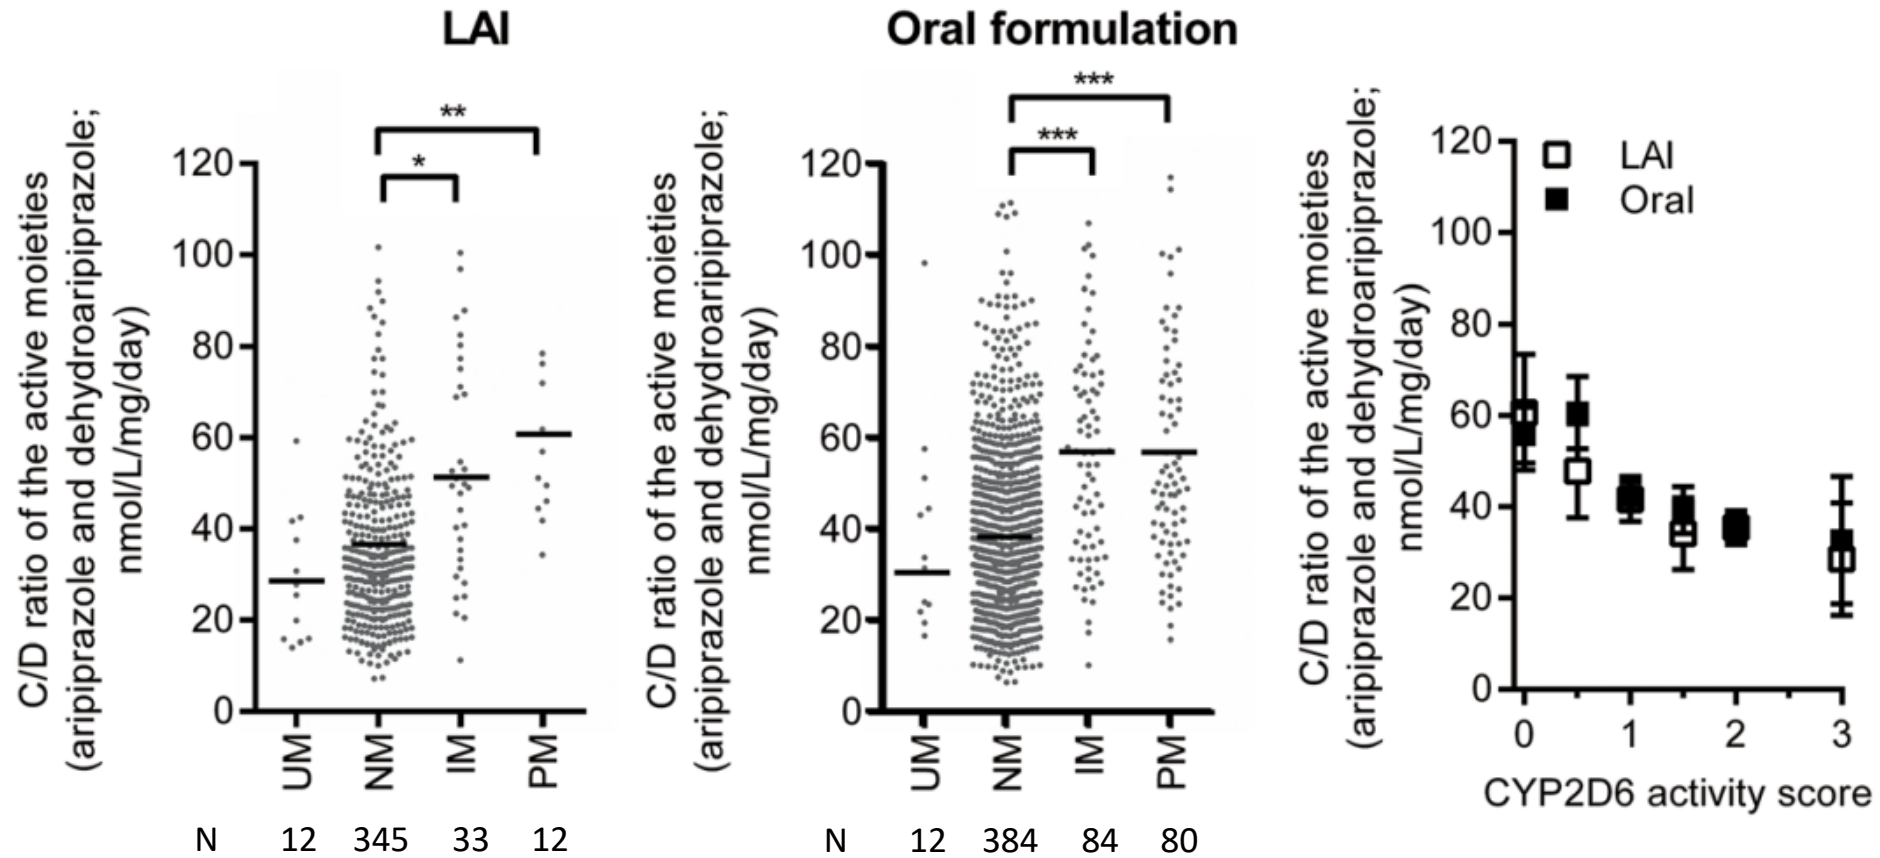 LAI
C/D ratio of the active moieties
(aripiprazole and dehydroaripiprazole;
nmol/L/mg/day)
120
100
80
60
40
20
0
** 
*
UM NM IM PM
N 12 345 33 12
Oral formulation
C/D ratio of the active moieties
(aripiprazole and dehydroaripiprazole;
nmol/L/mg/day)
120
100
80
60
40
20
0
***
***
UM NM IM PM
N 12 384 84 80
C/D ratio of the active moieties
(aripiprazole and dehydroaripiprazole;
nmol/L/mg/day)
120
100
80
60
40
20
0
LAI
Oral
0 1 2 3
CYP2D6 activity score